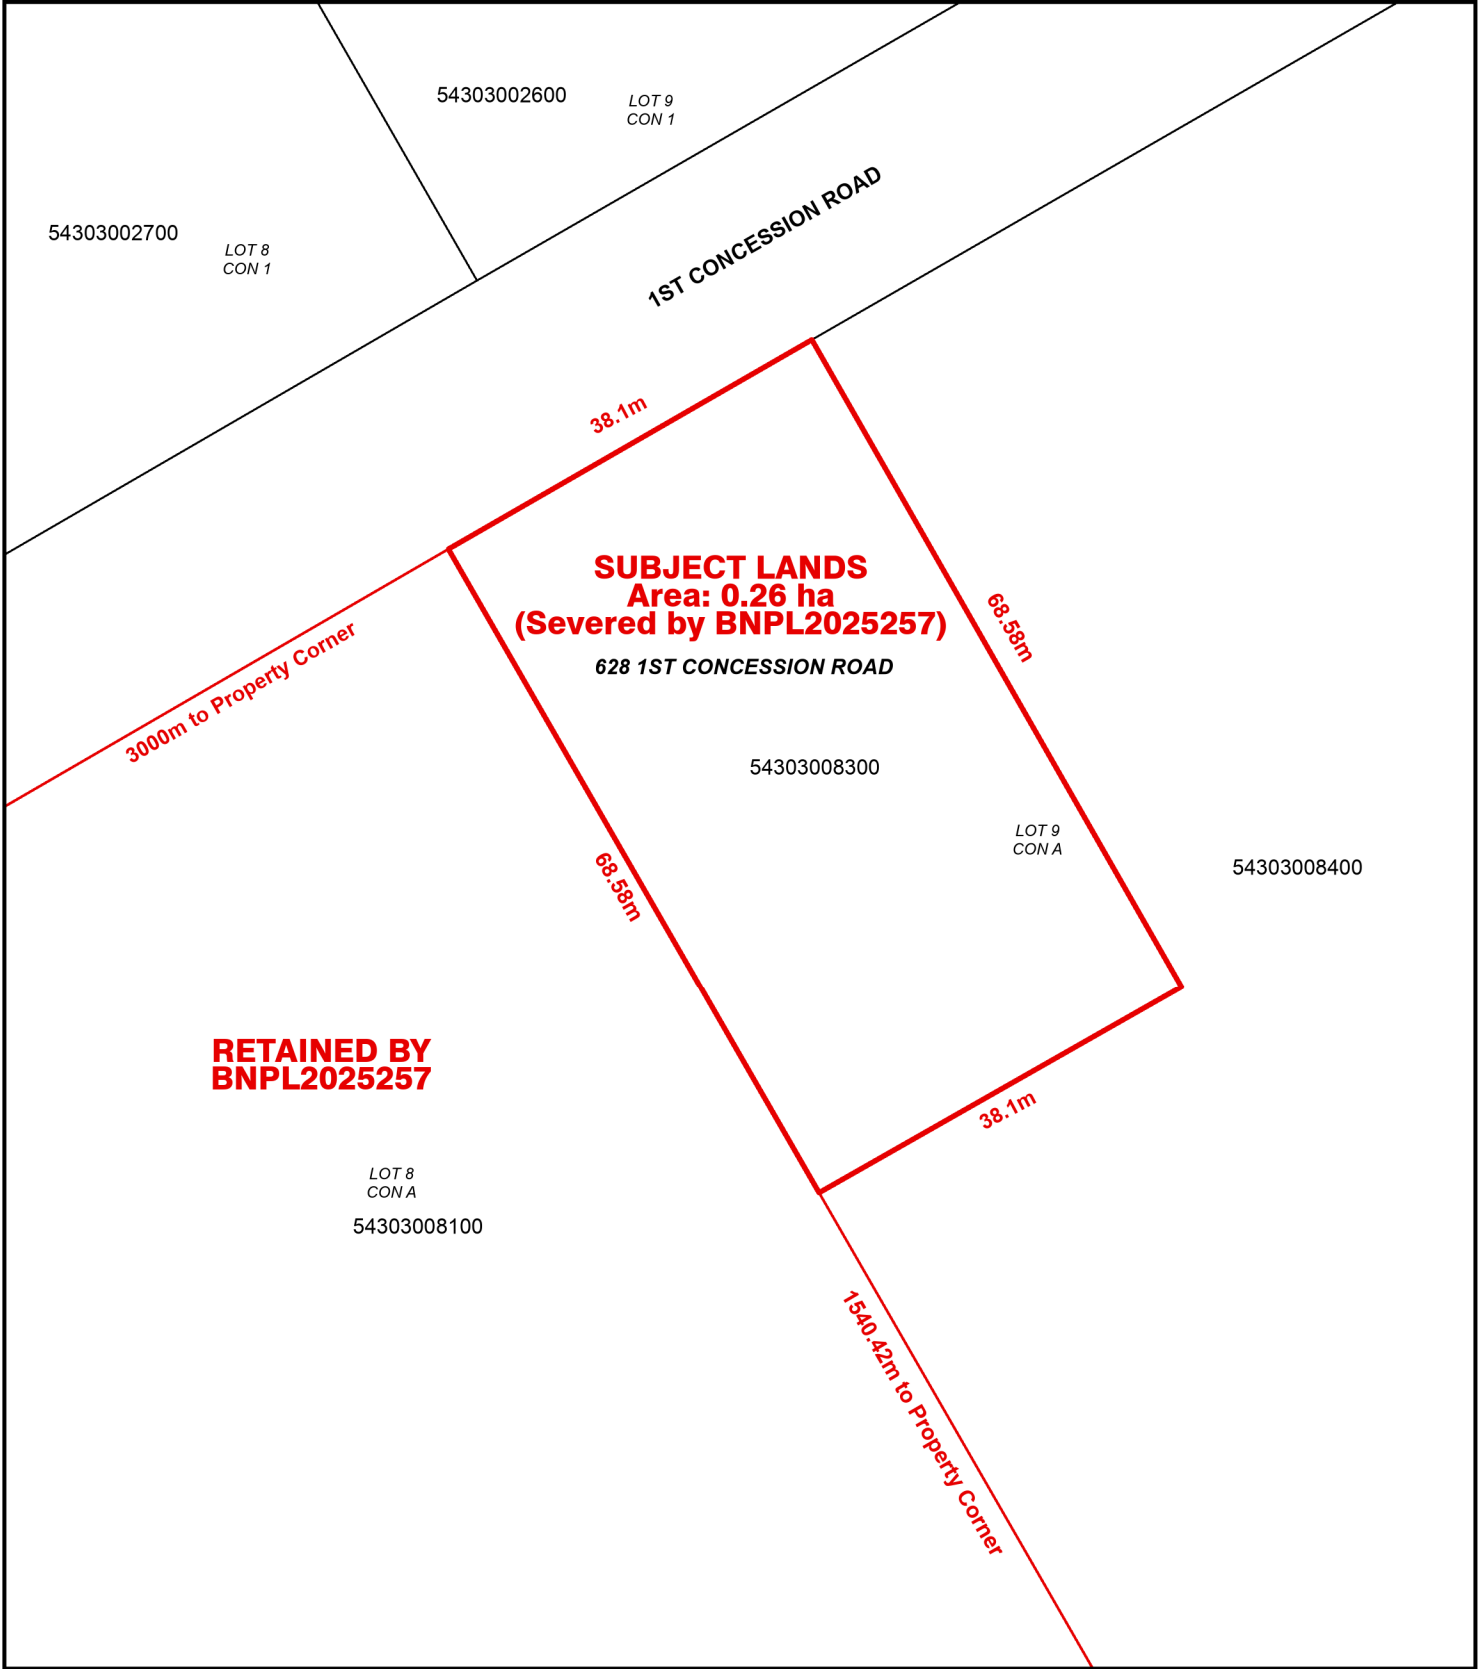 54303002600
LOT 9
CON 1
54303002700
LOT 8
CON 1
1ST CONCESSION ROAD
38.1m
SUBJECT LANDS
Area: 0.26 ha
(Severed by BNPL2025257)
628 1ST CONCESSION ROAD
68.58m
3000m to Property Corner
54303008300
LOT 9
CON A
54303008400
68.58m
RETAINED BY
BNPL2025257
38.1m
LOT 8
CON A
54303008100
1540.42m to Property Corner